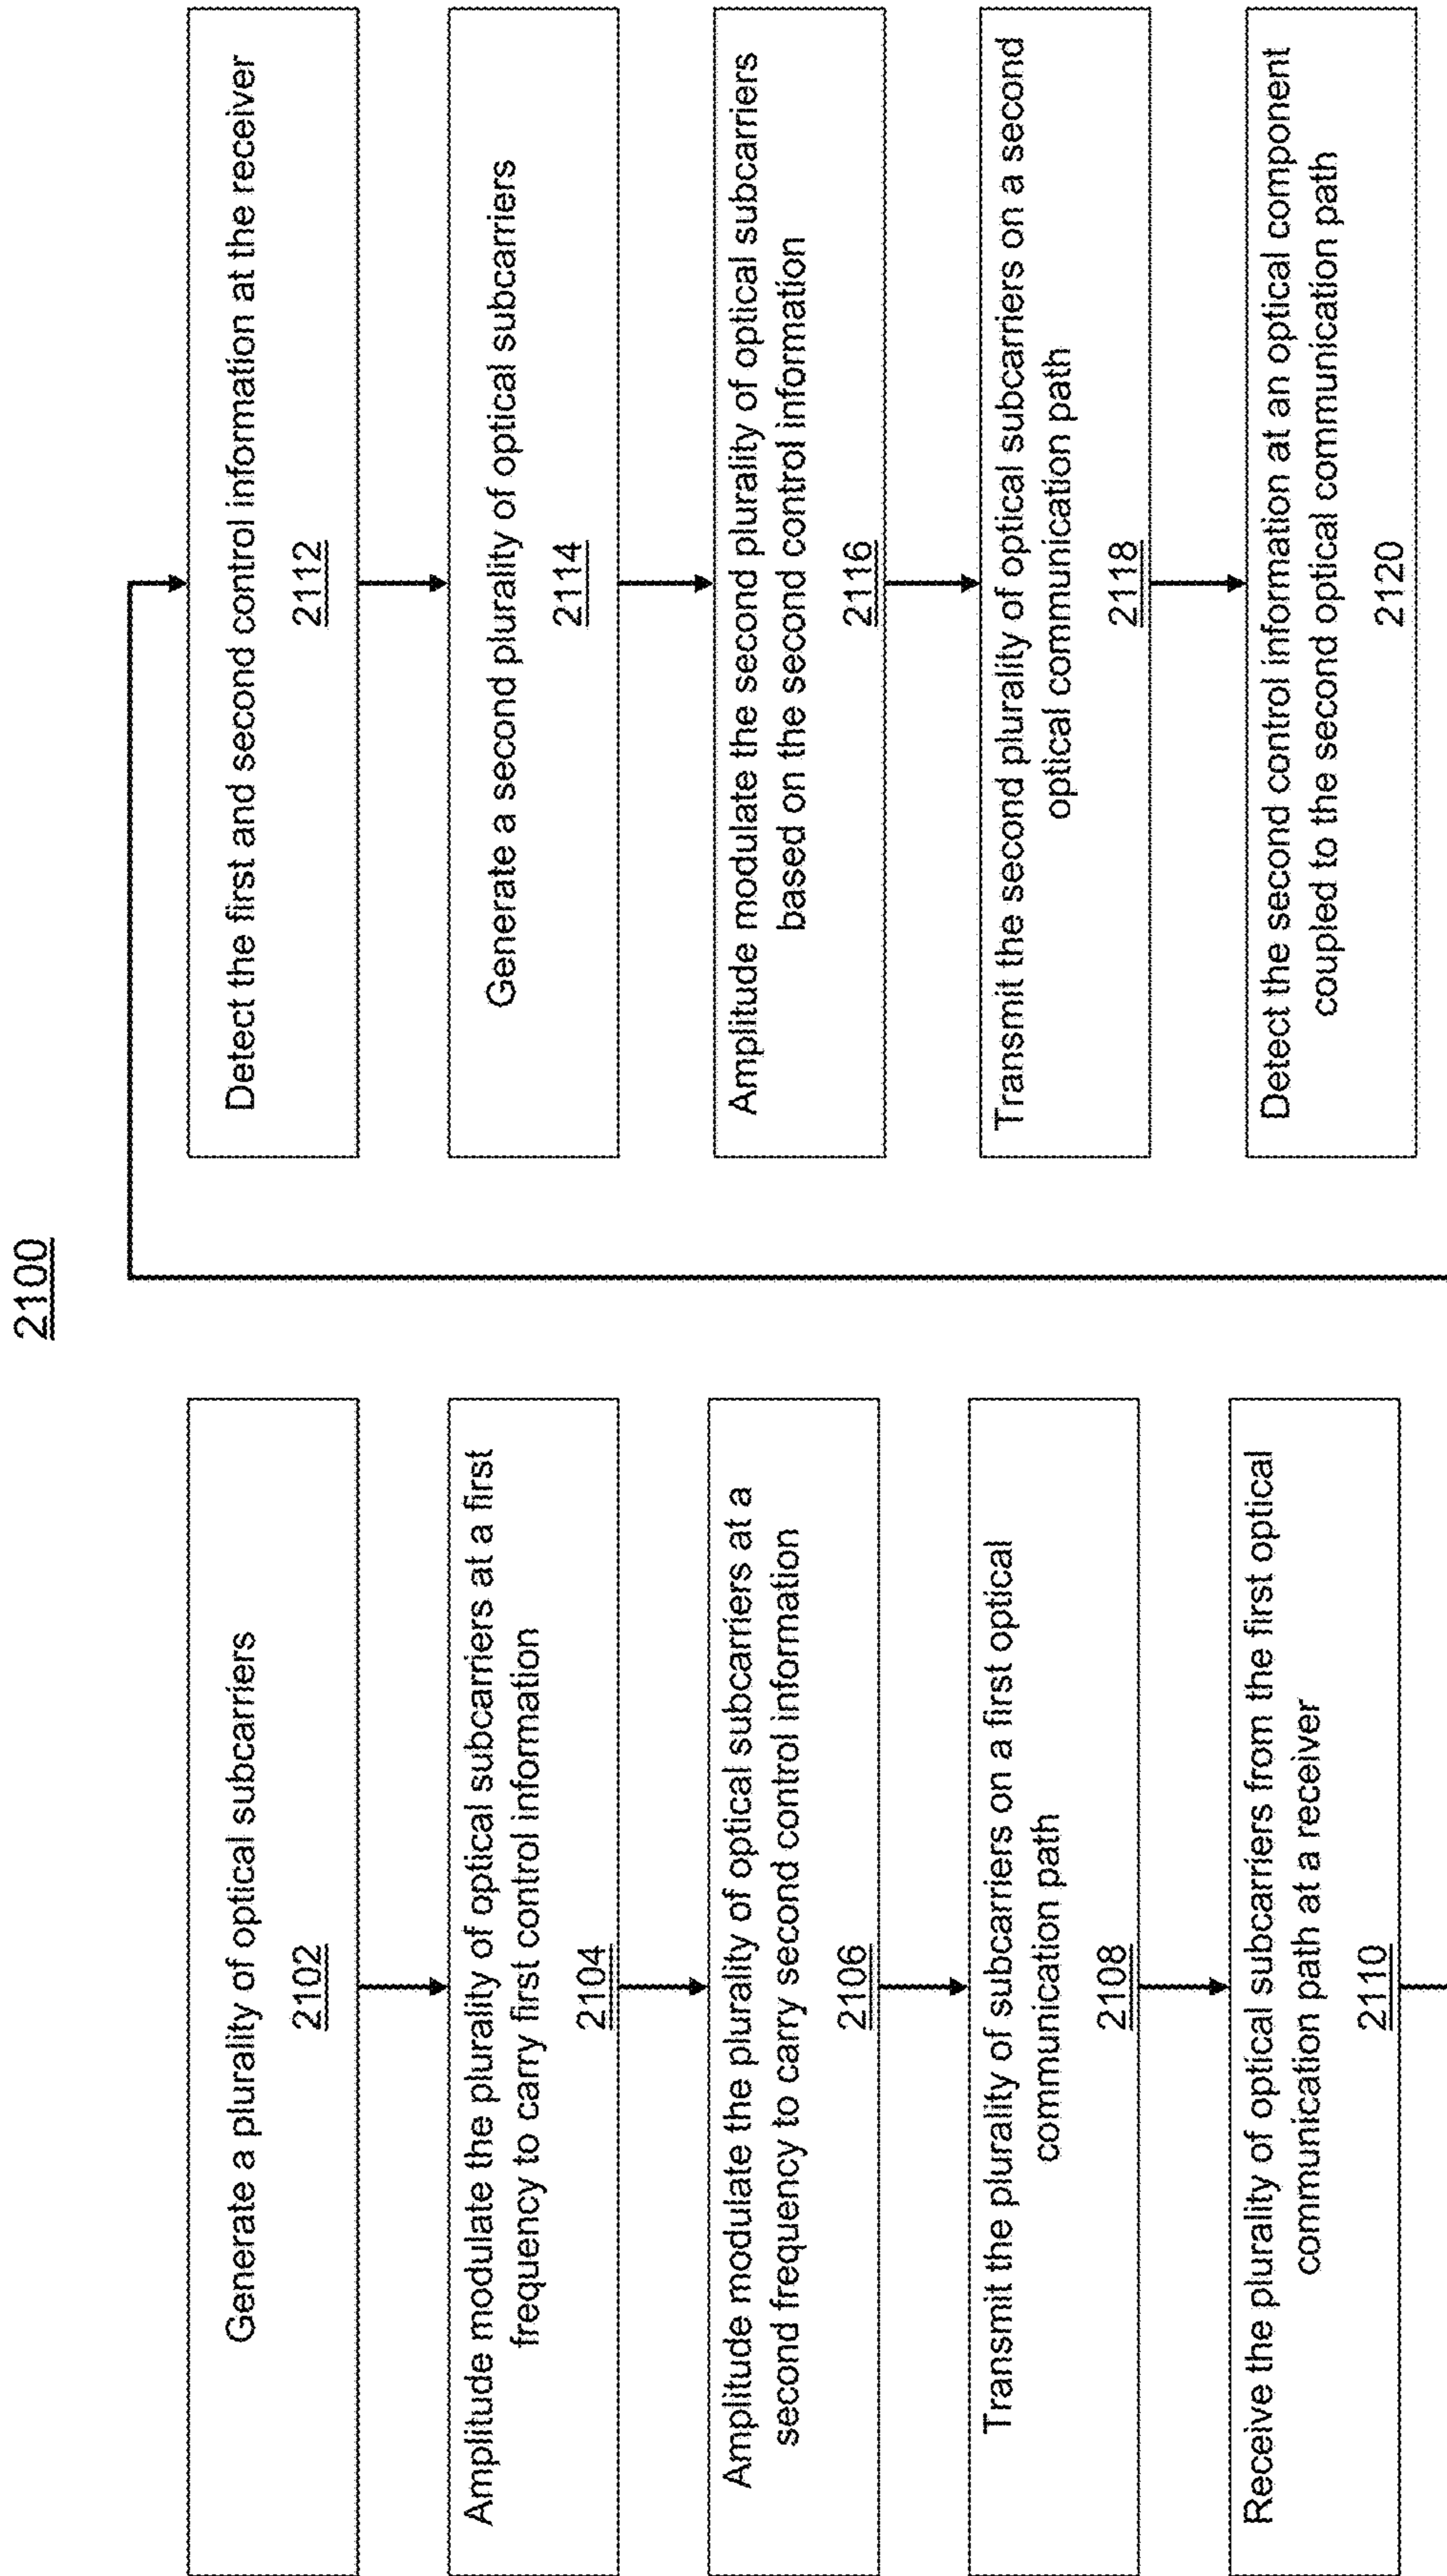 2100
Generate a plurality of optical subcarriers
2102
Amplitude modulate the plurality of optical subcarriers at a first
frequency to carry first control information
2104
Amplitude modulate the plurality of optical subcarriers at a
second frequency to carry second control information
2106
Transmit the plurality of subcarriers on a first optical
communication path
2108
Receive the plurality of optical subcarriers from the first optical
communication path at a receiver
2110
Detect the first and second control information at the receiver
2112
Generate a second plurality of optical subcarriers
2114
Amplitude modulate the second plurality of optical subcarriers
based on the second control information
2116
Transmit the second plurality of optical subcarriers on a second
optical communication path
2118
Detect the second control information at an optical component
coupled to the second optical communication path
2120